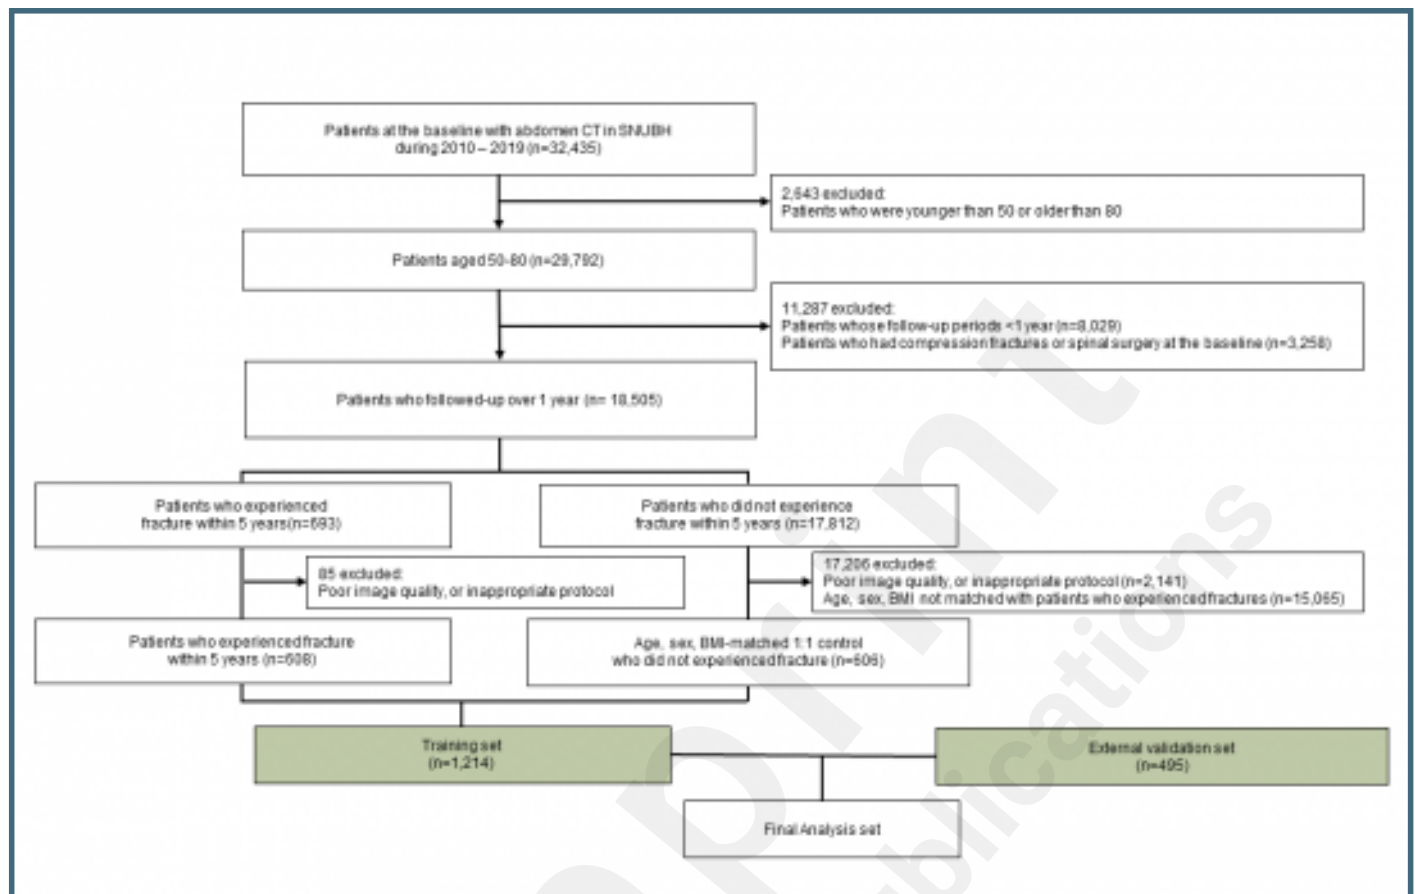 Patients at the baseline with abdomen CT in SNUBH
during 2010 – 2019 (n=32,435)
2,643 excluded:
Patients who were younger than 50 or older than 80
Patients aged 50-80 (n=29,792)
11,287 excluded:
Patients whose follow-up periods <1 year (n=8,029)
Patients who had compression fractures or spinal surgery at the baseline (n=3,258)
Patients who followed-up over 1 year (n= 18,505)
Patients who experienced
fracture within 5 years(n=693)
Patients who did not experience
fracture within 5 years (n=17,812)
85 excluded:
Poor image quality, or inappropriate protocol
17,206 excluded:
Poor image quality, or inappropriate protocol (n=2,141)
Age, sex, BMI not matched with patients who experienced fractures (n=15,065)
Patients who experienced fracture
within 5 years (n=608)
Age, sex, BMI-matched 1:1 control
who did not experienced fracture (n=606)
Training set
(n=1,214)
External validation set
(n=495)
Final Analysis set